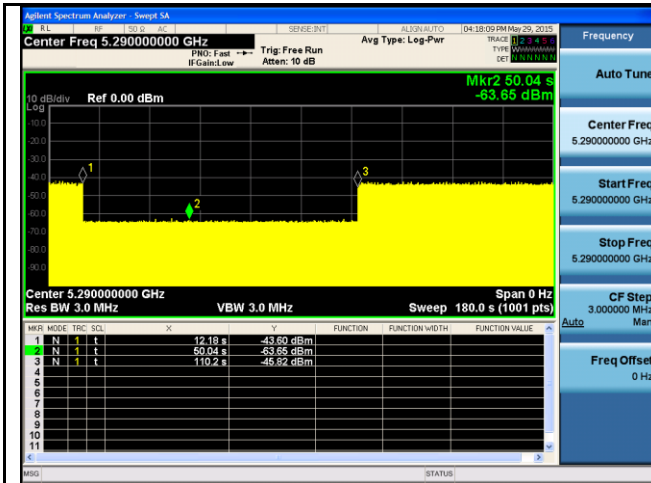 Agilent Spectrum Analyzer - Swept SA
RL RF 50 Ω AC SENSE:INT ALIGN AUTO 04:18:09 PM May 29, 2015
Center Freq 5.290000000 GHz
PNO: Fast
IFGain:Low
Trig: Free Run
Atten: 10 dB
Avg Type: Log-Pwr
TRACE 1 2 3 4 5 6
TYPE
DET N N N N N N
Mkr2 50.04 s
-63.65 dBm
10 dB/div Ref 0.00 dBm
Log
-10.0
-20.0
-30.0
-40.0
-50.0
-60.0
-70.0
-80.0
-90.0
1
2
3
Center 5.290000000 GHz Span 0 Hz
Res BW 3.0 MHz VBW 3.0 MHz Sweep 180.0 s (1001 pts)
MKR MODE TRC SCL X Y FUNCTION FUNCTION WIDTH FUNCTION VALUE
1 N 1 t 12.18 s -43.60 dBm
2 N 1 t 50.04 s -63.65 dBm
3 N 1 t 110.2 s -45.92 dBm
4
5
6
7
8
9
10
11
MSG STATUS
Frequency
Auto Tune
Center Freq
5.290000000 GHz
Start Freq
5.290000000 GHz
Stop Freq
5.290000000 GHz
CF Step
3.000000 MHz
Auto Man
Freq Offset
0 Hz